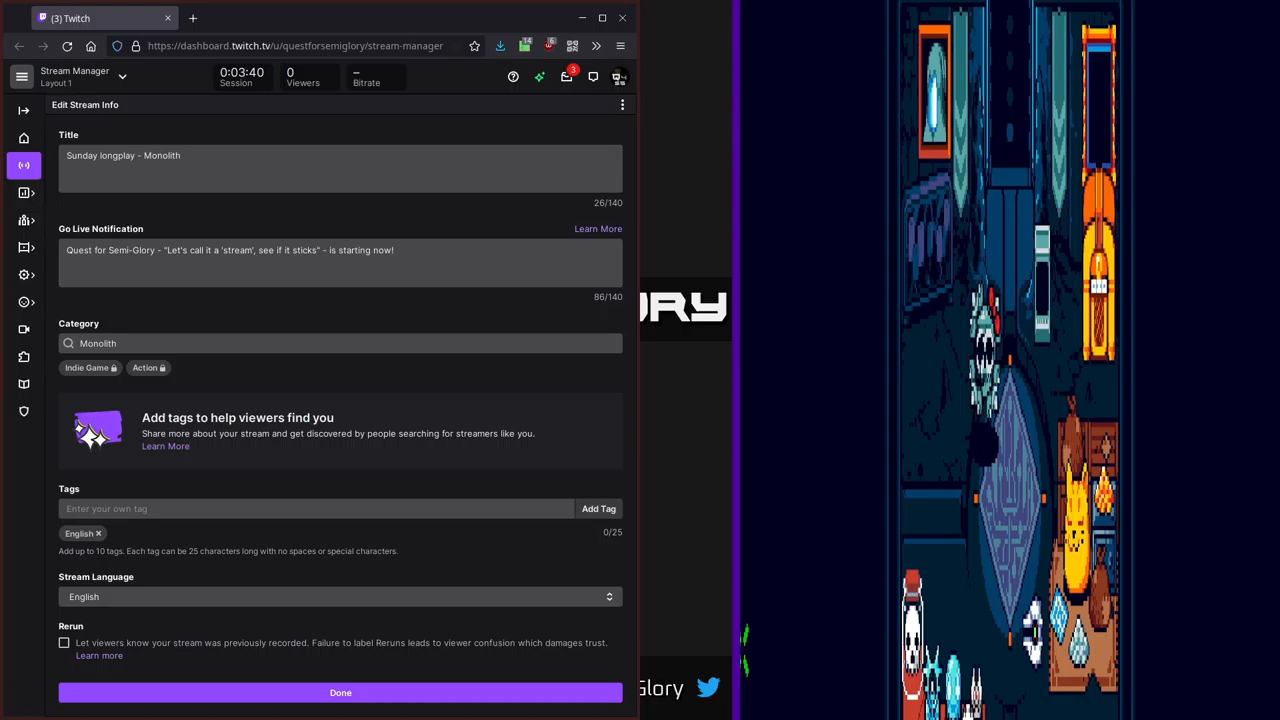 (3) Twitch
https://dashboard.twitch.tv/u/questforsemiglory/stream-manager
14
6
Stream Manager
Layout 1
0:03:40
Session
0
Viewers
–
Bitrate
3
Edit Stream Info
Title
Sunday longplay - Monolith
26/140
Go Live Notification
Learn More
Quest for Semi-Glory - "Let's call it a 'stream', see if it sticks" - is starting now!
86/140
Category
Monolith
Indie Game
Action
Add tags to help viewers find you
Share more about your stream and get discovered by people searching for streamers like you.
Learn More
Tags
Enter your own tag
Add Tag
English
0/25
Add up to 10 tags. Each tag can be 25 characters long with no spaces or special characters.
Stream Language
English
Rerun
Let viewers know your stream was previously recorded. Failure to label Reruns leads to viewer confusion which damages trust.
Learn more
Done
ORY
Glory